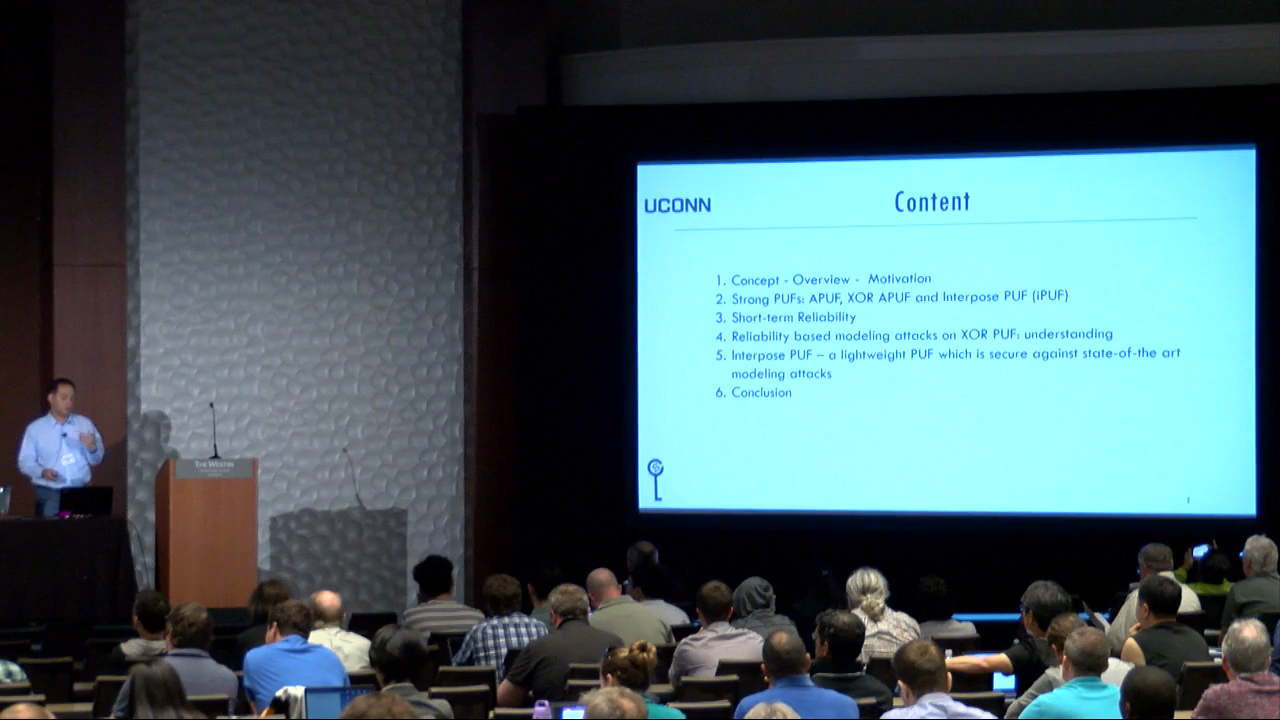 UCONN
Content
1. Concept - Overview - Motivation
2. Strong PUFs: APUF, XOR APUF and Interpose PUF (iPUF)
3. Short-term Reliability
4. Reliability based modeling attacks on XOR PUF: understanding
5. Interpose PUF – a lightweight PUF which is secure against state-of-the art
modeling attacks
6. Conclusion
THE WESTIN